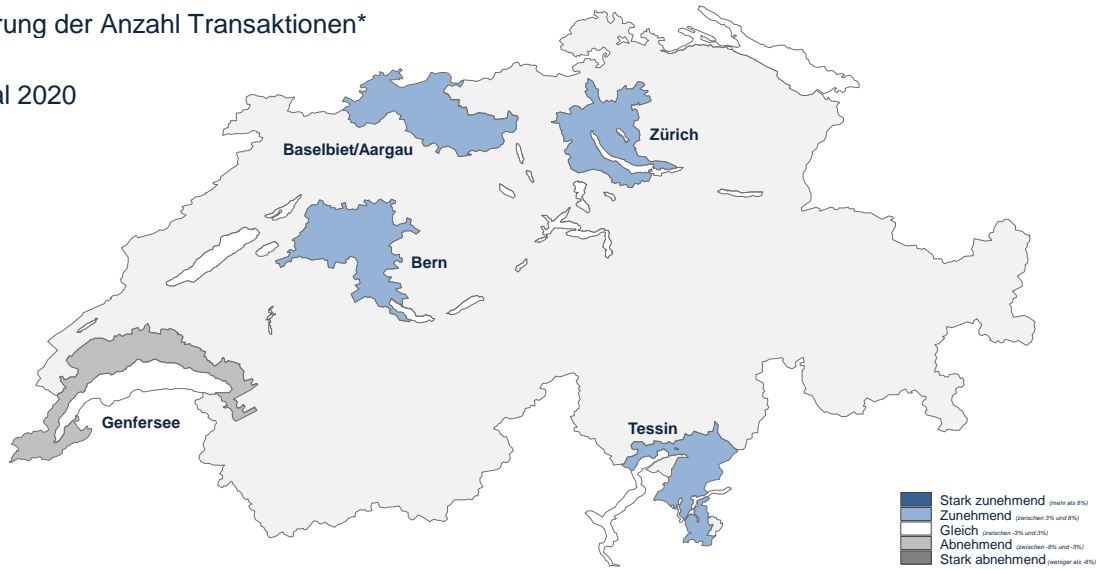 rung der Anzahl Transaktionen*
al 2020
Baselbiet/Aargau
Zürich
Bern
Genfersee
Tessin
Stark zunehmend (mehr als 8%)
Zunehmend (zwischen 3% und 8%)
Gleich (zwischen -3% und 3%)
Abnehmend (zwischen -8% und -3%)
Stark abnehmend (weniger als -8%)